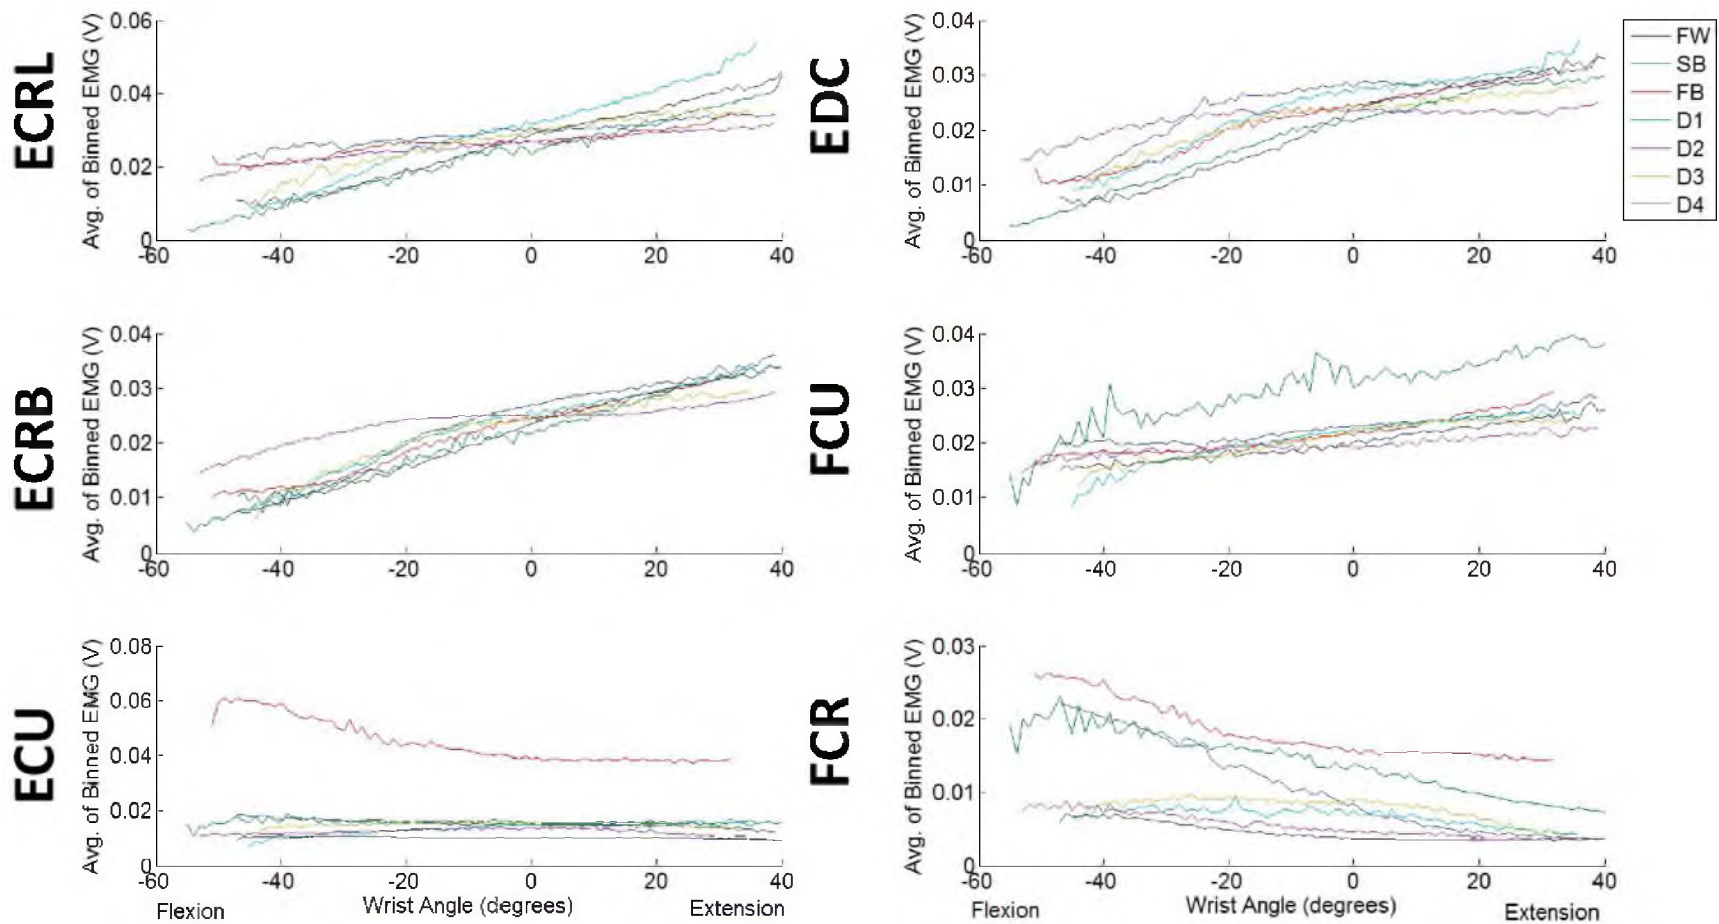 ECRL
Avg. of Binned EMG (V)
0.06
0.04
0.02
0
-60 -40 -20 0 20 40
EDC
Avg. of Binned EMG (V)
0.04
0.03
0.02
0.01
0
-60 -40 -20 0 20 40
FW
SB
FB
D1
D2
D3
D4
ECRB
Avg. of Binned EMG (V)
0.04
0.03
0.02
0.01
0
-60 -40 -20 0 20 40
FCU
Avg. of Binned EMG (V)
0.04
0.03
0.02
0.01
0
-60 -40 -20 0 20 40
ECU
Avg. of Binned EMG (V)
0.08
0.06
0.04
0.02
0
-60 -40 -20 0 20 40
Flexion Wrist Angle (degrees) Extension
FCR
Avg. of Binned EMG (V)
0.03
0.02
0.01
0
-60 -40 -20 0 20 40
Flexion Wrist Angle (degrees) Extension